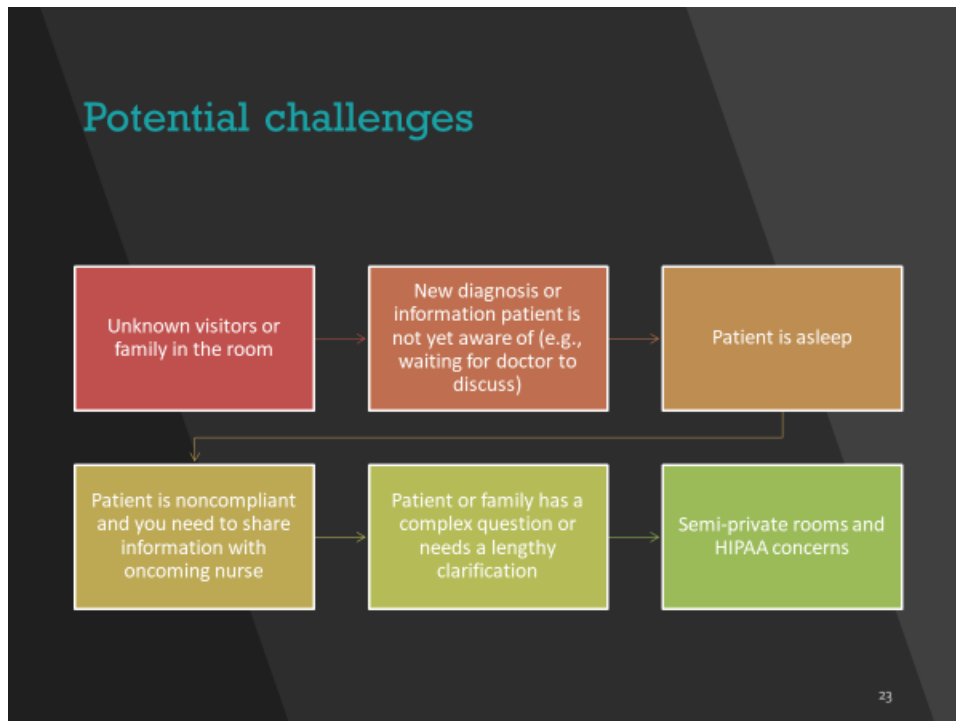 Potential challenges
Unknown visitors or
family in the room
New diagnosis or
information patient is
not yet aware of (e.g.,
waiting for doctor to
discuss)
Patient is asleep
Patient is noncompliant
and you need to share
information with
oncoming nurse
Patient or family has a
complex question or
needs a lengthy
clarification
Semi-private rooms and
HIPAA concerns
23